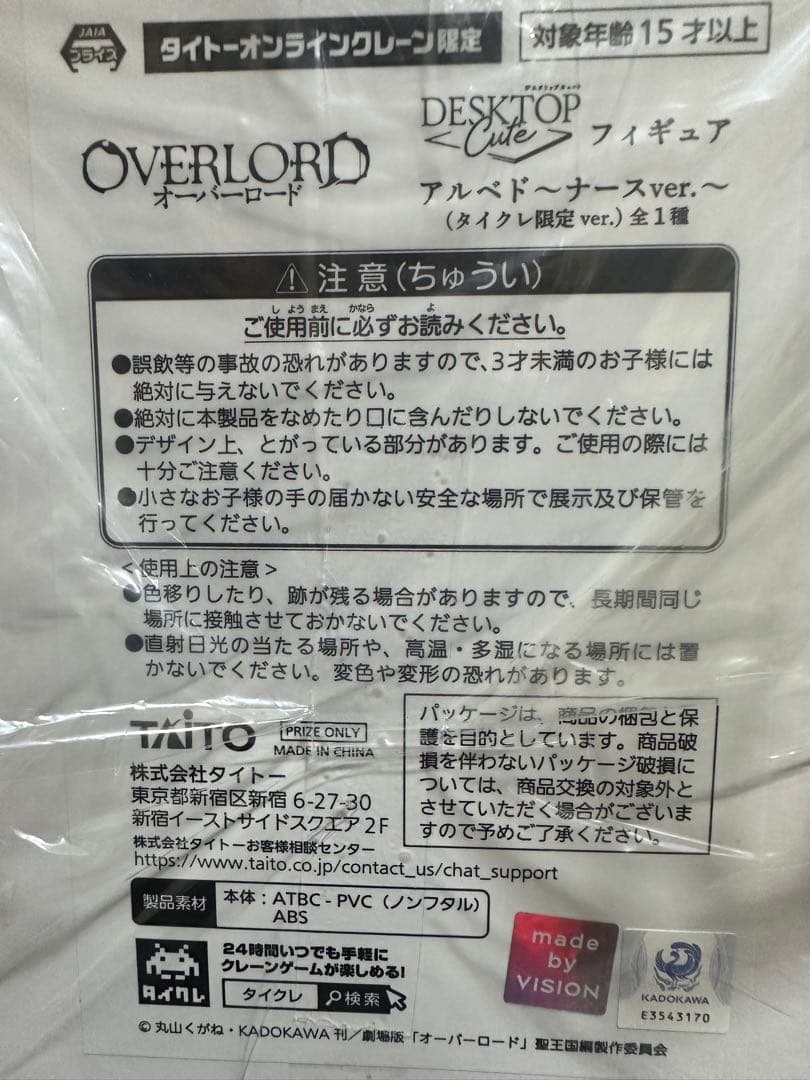 JAIA
プライズ
タイトーオンラインクレーン限定
対象年齢15才以上
OVERLORD
オーバーロード
デスクトップキュート
DESKTOP
Cute
フィギュア
アルベド〜ナースver.〜
(タイクレ限定 ver.) 全1種
注意(ちゅうい)
しようまえ かなら よ
ご使用前に必ずお読みください。
●誤飲等の事故の恐れがありますので、3才未満のお子様には
絶対に与えないでください。
●絶対に本製品をなめたり口に含んだりしないでください。
●デザイン上、とがっている部分があります。ご使用の際には
十分ご注意ください。
●小さなお子様の手の届かない安全な場所で展示及び保管を
行ってください。
<使用上の注意>
●色移りしたり、跡が残る場合がありますので、長期間同じ
場所に接触させておかないでください。
●直射日光の当たる場所や、高温・多湿になる場所には置
かないでください。変色や変形の恐れがあります。
TAITO
PRIZE ONLY
MADE IN CHINA
株式会社タイトー
東京都新宿区新宿 6-27-30
新宿イーストサイドスクエア 2F
株式会社タイトーお客様相談センター
https://www.taito.co.jp/contact_us/chat_support
パッケージは、商品の梱包と保
護を目的としています。商品破
損を伴わないパッケージ破損に
ついては、商品交換の対象外と
させていただく場合がございま
すので予めご了承ください。
製品素材
本体：ATBC-PVC（ノンフタル）
ABS
タイクレ
24時間いつでも手軽に
クレーンゲームが楽しめる!
タイクレ 検索
made
by
VISION
KADOKAWA
E3543170
© 丸山くがね・KADOKAWA 刊／劇場版「オーバーロード」聖王国編製作委員会